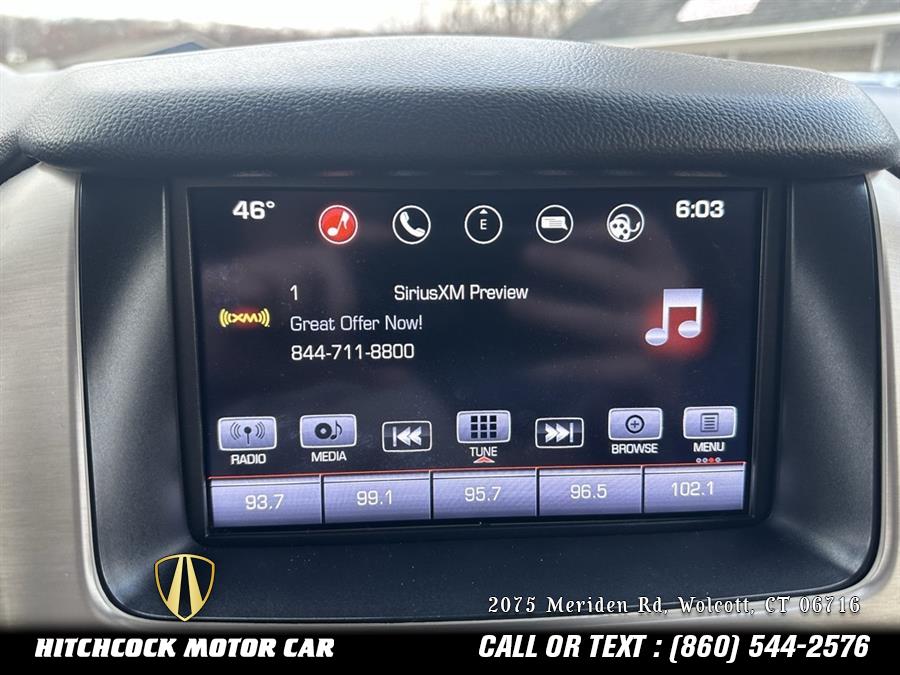 46° E 6:03
1 SiriusXM Preview
((XM)) Great Offer Now!
844-711-8800
RADIO MEDIA TUNE BROWSE MENU
93.7 99.1 95.7 96.5 102.1
2075 Meriden Rd, Wolcott, CT 06716
HITCHCOCK MOTOR CAR CALL OR TEXT : (860) 544-2576